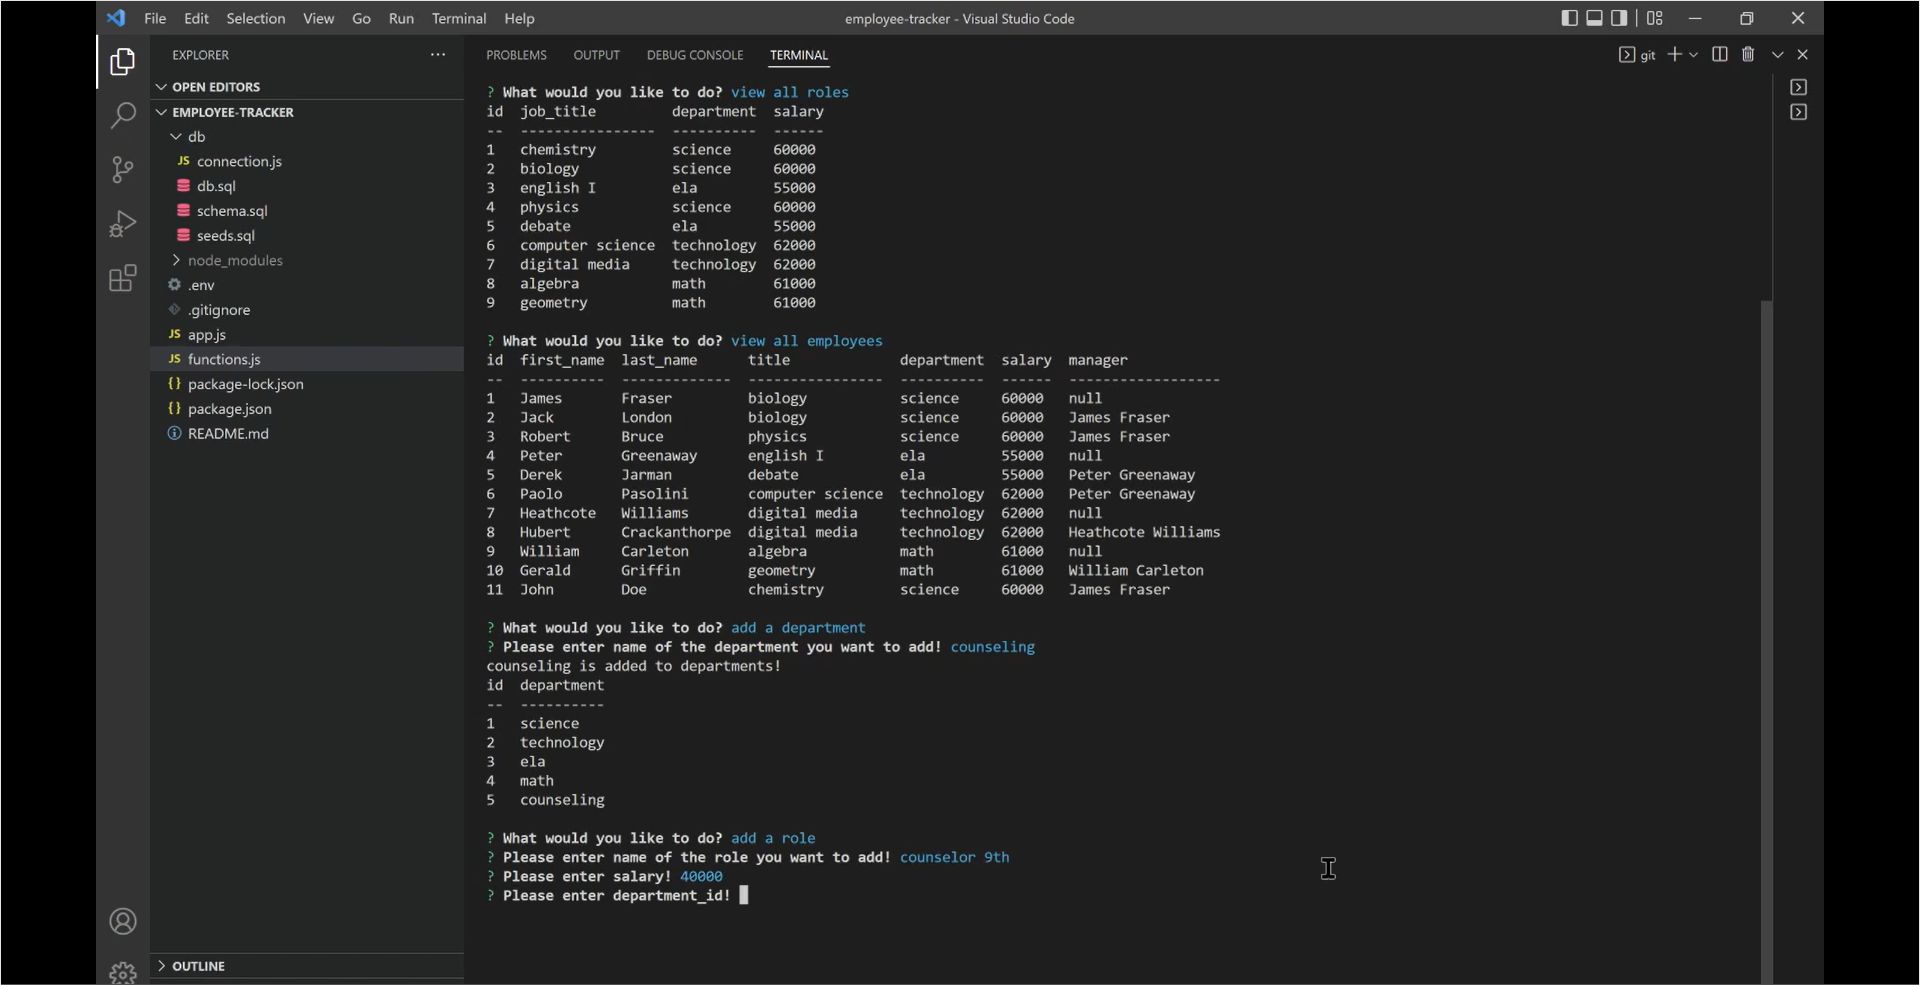 File Edit Selection View Go Run Terminal Help
employee-tracker - Visual Studio Code
EXPLORER
OPEN EDITORS
EMPLOYEE-TRACKER
db
JS connection.js
db.sql
schema.sql
seeds.sql
node_modules
.env
.gitignore
JS app.js
JS functions.js
{} package-lock.json
{} package.json
README.md
OUTLINE
PROBLEMS OUTPUT DEBUG CONSOLE TERMINAL
git
? What would you like to do? view all roles
id job_title department salary
-- ---------------- ---------- ------
1 chemistry science 60000
2 biology science 60000
3 english I ela 55000
4 physics science 60000
5 debate ela 55000
6 computer science technology 62000
7 digital media technology 62000
8 algebra math 61000
9 geometry math 61000
? What would you like to do? view all employees
id first_name last_name title department salary manager
-- ---------- ------------- ---------------- ---------- ------ ------------------
1 James Fraser biology science 60000 null
2 Jack London biology science 60000 James Fraser
3 Robert Bruce physics science 60000 James Fraser
4 Peter Greenaway english I ela 55000 null
5 Derek Jarman debate ela 55000 Peter Greenaway
6 Paolo Pasolini computer science technology 62000 Peter Greenaway
7 Heathcote Williams digital media technology 62000 null
8 Hubert Crackanthorpe digital media technology 62000 Heathcote Williams
9 William Carleton algebra math 61000 null
10 Gerald Griffin geometry math 61000 William Carleton
11 John Doe chemistry science 60000 James Fraser
? What would you like to do? add a department
? Please enter name of the department you want to add! counseling
counseling is added to departments!
id department
-- ----------
1 science
2 technology
3 ela
4 math
5 counseling
? What would you like to do? add a role
? Please enter name of the role you want to add! counselor 9th
? Please enter salary! 40000
? Please enter department_id!